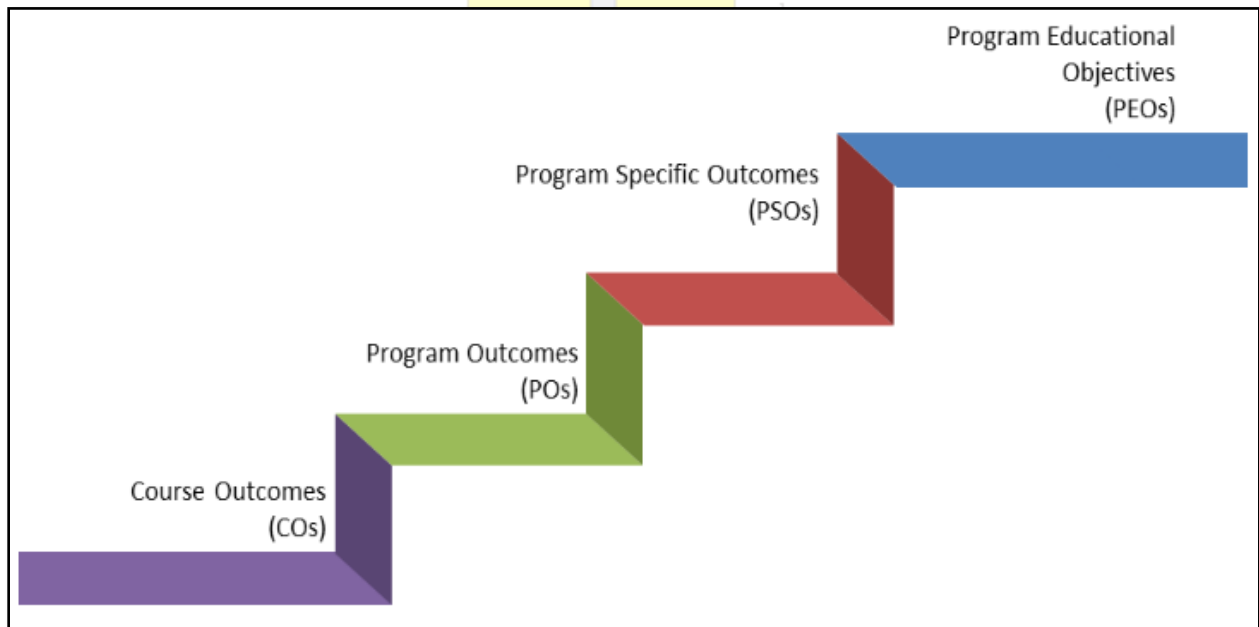 Program Educational
Objectives
(PEOs)
Program Specific Outcomes
(PSOs)
Program Outcomes
(POs)
Course Outcomes
(COs)